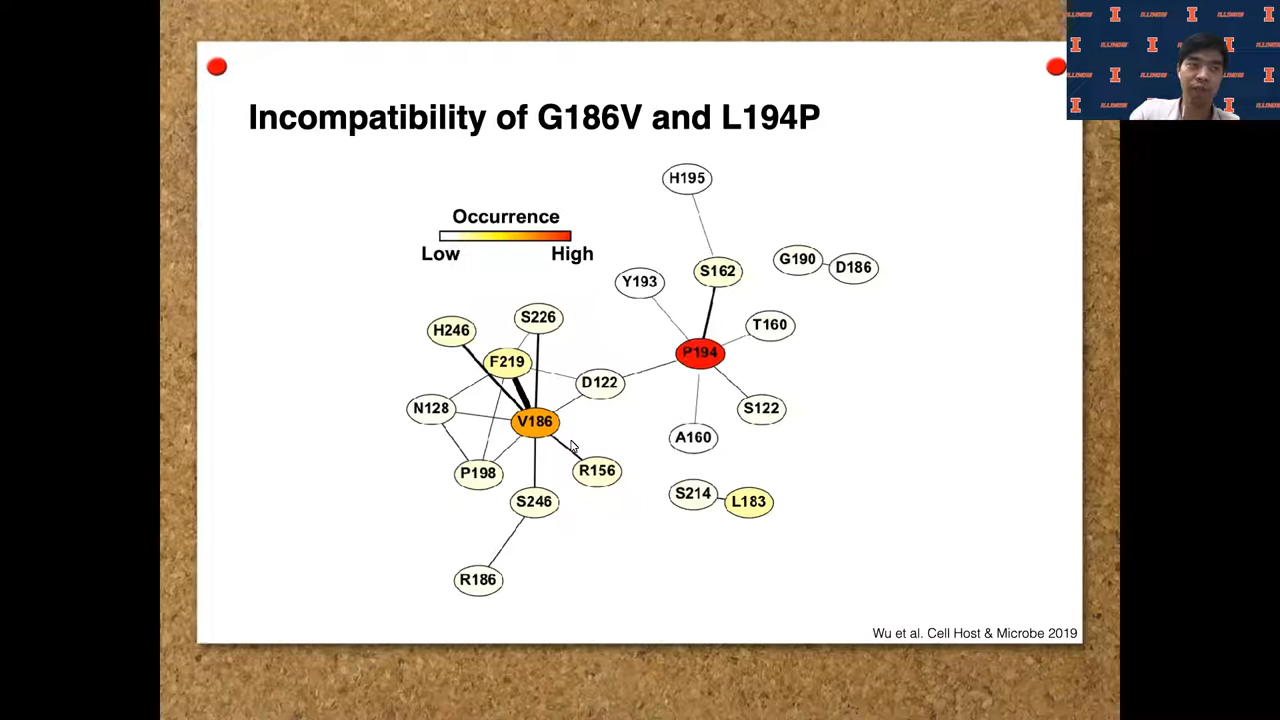 Incompatibility of G186V and L194P
Occurrence
Low
High
H195
S162
G190
D186
Y193
T160
P194
S226
H246
F219
D122
N128
V186
S122
A160
P198
R156
S246
S214
L183
R186
Wu et al. Cell Host & Microbe 2019
ILLINOIS